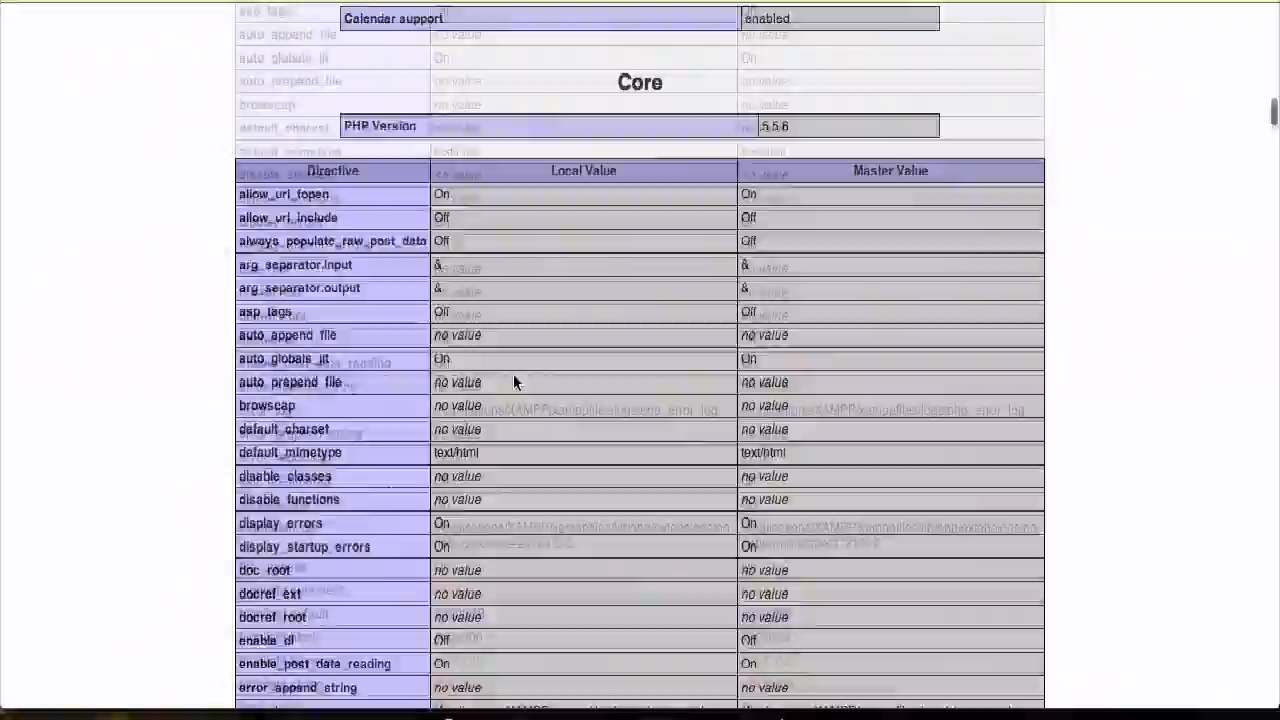 Calendar support enabled
Core
PHP Version 5.5.6
Directive Local Value Master Value
allow_url_fopen On On
allow_url_include Off Off
always_populate_raw_post_data Off Off
arg_separator.input & &
arg_separator.output & &
asp_tags Off Off
auto_append_file no value no value
auto_globals_jit On On
auto_prepend_file no value no value
browscap no value no value
default_charset no value no value
default_mimetype text/html text/html
disable_classes no value no value
disable_functions no value no value
display_errors On On
display_startup_errors On On
doc_root no value no value
docref_ext no value no value
docref_root no value no value
enable_dl Off Off
enable_post_data_reading On On
error_append_string no value no value